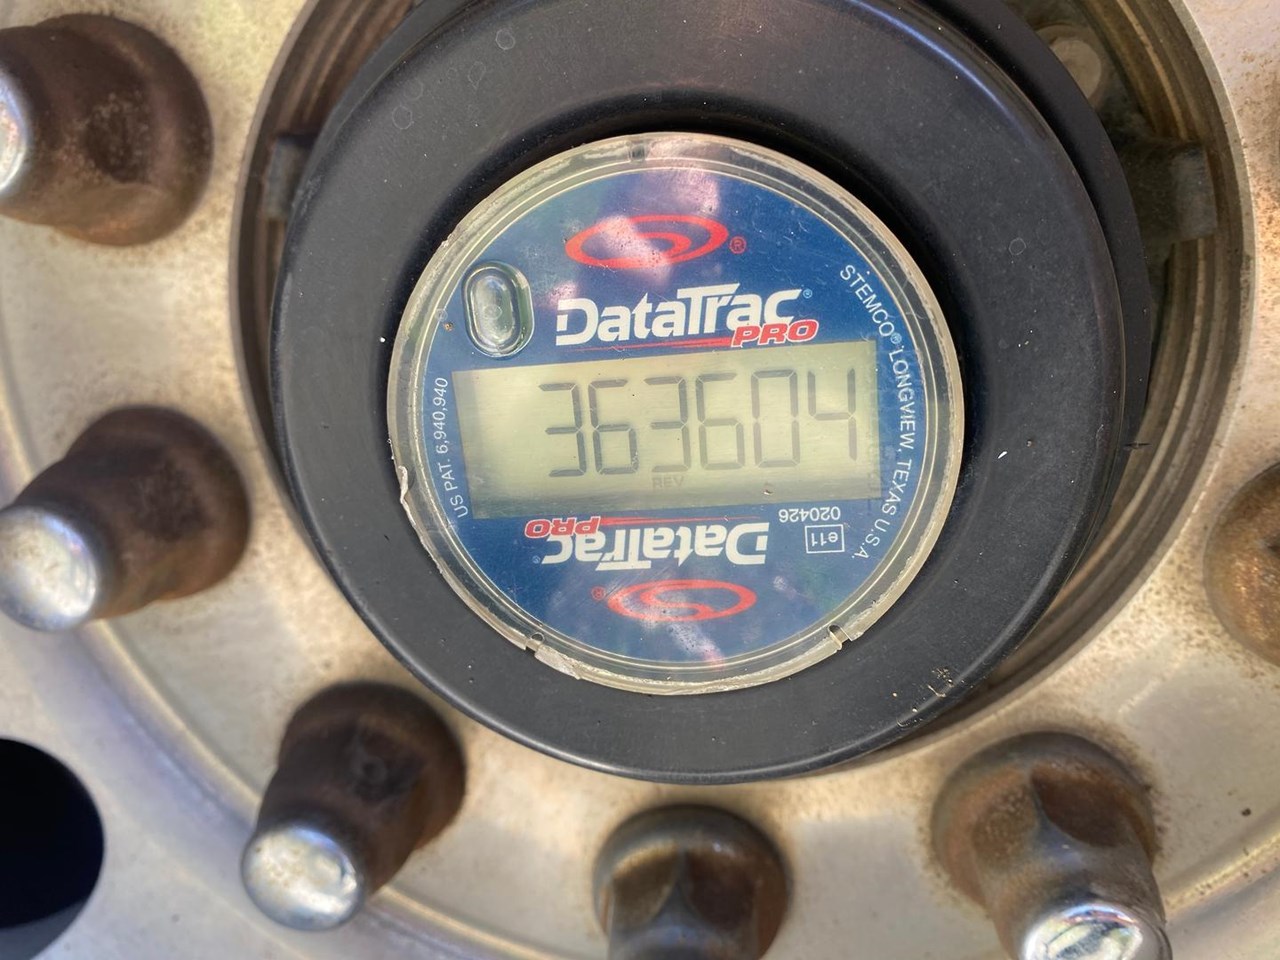 ®
DataTrac®
PRO
363604
REV
US PAT. 6,940,940
STEMCO® LONGVIEW, TEXAS U.S.A.
e11
020426
DataTrac®
PRO
®